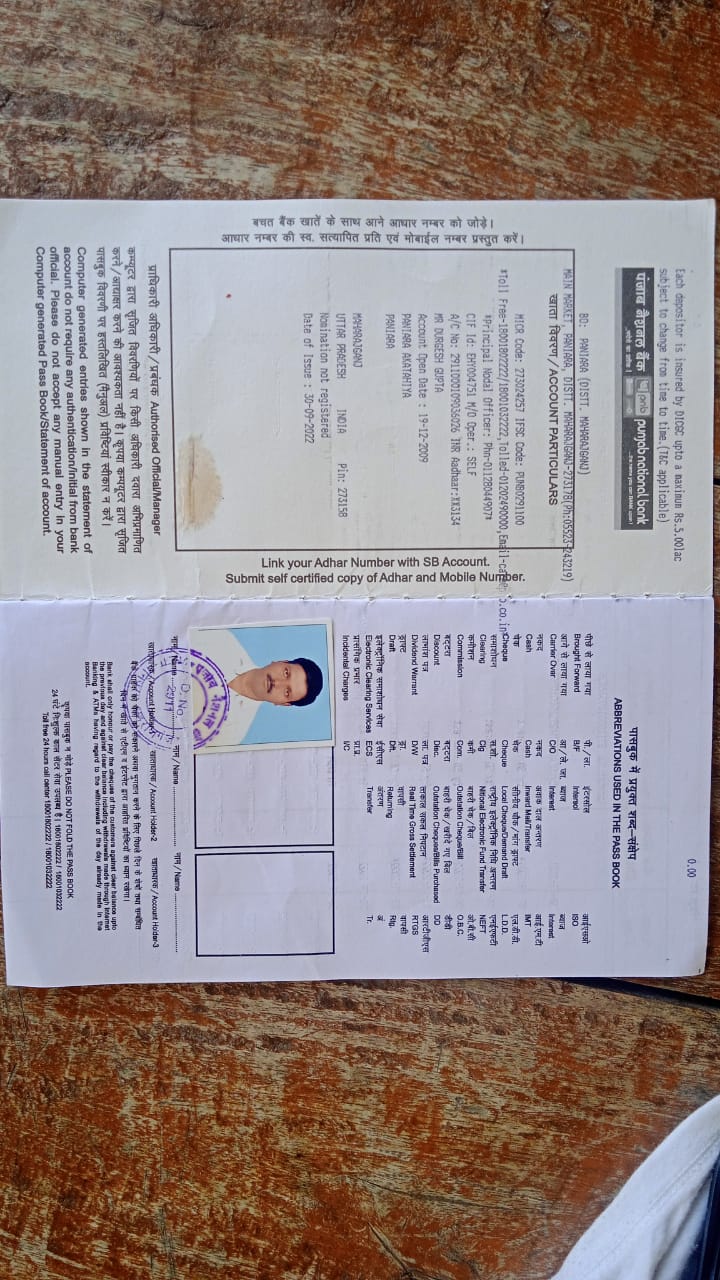 Each depositor is insured by DICGC upto a maximum Rs.5.00lac
subject to change from time to time.(T&C applicable)
पंजाब नैशनल बैंक pnb punjab national bank
...भरोसे का प्रतीक ! ...the name you can BANK upon !
BO: PANIARA (DISTT. MAHARAJGANJ)
MAIN MARKET, PANIARA, DISTT. MAHARAJGANJ-273178(Ph:05523-243219)
खाता विवरण/ACCOUNT PARTICULARS
MICR Code: 273024257 IFSC Code: PUNB0291100
*Toll Free-18001802222/18001032222,Tolled-01202490000,Email-
*Principal Nodal Officer: Phn-01128044907*
CIF Id: EHY004751 M/O Oper.: SELF
A/C No: 2911000109036026 INR Aadhaar:XX3134
MR DURGESH GUPTA
Account Open Date : 19-12-2009
PANIARA AKATAHIYA
PANIARA
MAHARAJGANJ
UTTAR PRADESH INDIA Pin: 273158
Nomination not registered
Date of Issue : 30-09-2022
बचत बैंक खातें के साथ अपने आधार नम्बर को जोड़ें।
आधार नम्बर की स्व. सत्यापित प्रति एवं मोबाईल नम्बर प्रस्तुत करें।
Link your Adhar Number with SB Account.
Submit self certified copy of Adhar and Mobile Number.
प्राधिकारी अधिकारी/प्रबंधक Authorised Official/Manager
कम्प्यूटर द्वारा सृजित विवरणियों पर किसी अधिकारी दवारा अभिप्रमाणित
करने/आद्याक्षर करने की आवश्यकता नहीं है। कृपया कम्पयूटर द्वारा सृजित
पासबुक विवरणी पर हस्तलिखित (मैनुअल) प्रविष्टियां स्वीकार न करें।
Computer generated entries shown in the statement of
account do not require any authentication/initial from bank
official. Please do not accept any manual entry in your
Computer generated Pass Book/Statement of account.
0.00
पासबुक में प्रयुक्त शब्द–संक्षेप
ABBREVIATIONS USED IN THE PASS BOOK
पीछे से लाया गया पी./ला. इंटरसोल आईएसओ
Brought Forward B/F Intersol ISO
आगे से लाया गया आ/ले. जा. ब्याज ब्याज
Carrier Over C/O Interest Interest
नकद नकद अवाक दाल अन्तरण आई.एम.टी
Cash Cash Inward Mail/Transfer IMT
चेक चेक चौक/मांग ड्राफ्ट एल.डी.डी.
Cheque Cheque Local Cheque/Demand Draft L.D.D.
समाशोधन स.शो. राष्ट्रीय इलेक्ट्रॉनिक निधि अन्तरण एनईएफटी
Clearing Clg Nitional Electronic Fund Transfer NEFT
कमीशन कमी बाहरी चेक/बिल ओ.बी.सी
Commission Com. Outstation Cheque/Bill O.B.C.
बट्टरा बट्टरा बाहरी चेक/खरीदे गए बिल डीडी
Discount Disc. Outstation Cheques/Bills Purchased DD
लाभांश पत्र ला. पत्र त्काल सकल निपटान आरटीजीएस
Dividend Warrant D/W Real Time Gross Settlement RTGS
ड्राफ्ट ड्रा. वापसी वापसी
Draft Dft. Returning Rtg.
इलेक्ट्रॉनिक समाशोधन सेवा ईसीएस अंतरण अं
Electronic Clearing Services ECS Transfer Tr.
प्रासंगिक प्रभार प्रा.प्र.
Incidental Charges I/C
पंजाब नैशनल
D. No.
2911
नाम/Name नाम/Name नाम/Name
खाताधारक/Account Holder-1 खाताधारक/Account Holder-2 खाताधारक/Account Holder-3
बैंक ग्राहकों को चैकों को सकारने अथवा भुगतान करने के लिए पिछले दिन के शेषों तथा सम्बंधित
दिन में खाते से एटीएम व इंटरनेट द्वारा आहरित प्रविष्टियों का ध्यान रखेगा।
Bank shall only honour or pay the cheques of the customers against clear balance upto
the previous day and against clear balance including withdrawals made through Internet
Banking & ATMs having regard to the withdrawals of the day already made in the
account.
कृपया पासबुक न मोड़े PLEASE DO NOT FOLD THE PASS BOOK
24 घंटे निःशुल्क काल सेंटर सेवा उपलब्ध है। 18001802222 / 18001032222
Toll free 24 hours call center 18001802222 / 18001032222